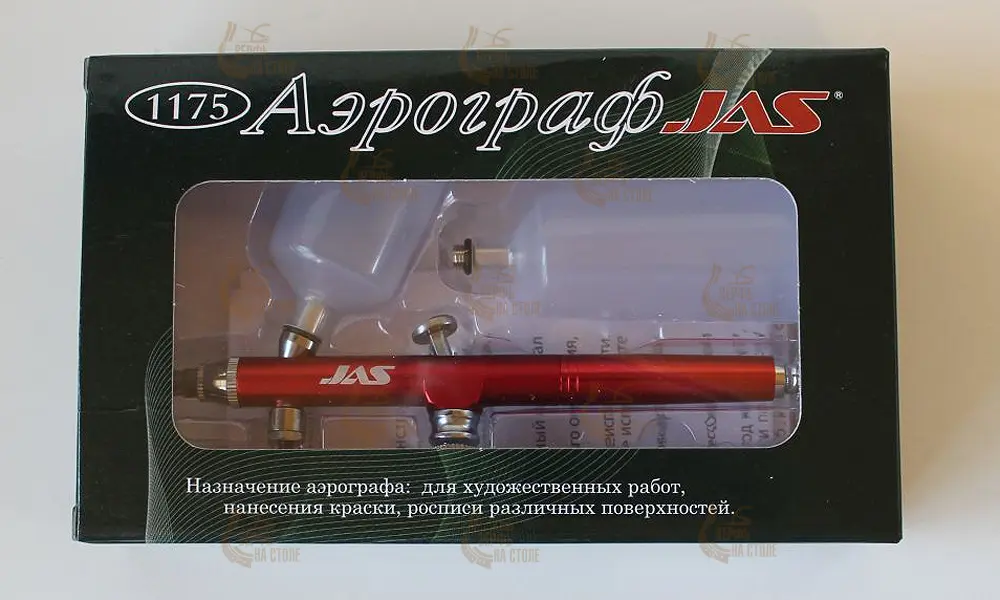 1175 Аэрограф JAS®
JAS
Назначение аэрографа: для художественных работ,
нанесения краски, росписи различных поверхностей.